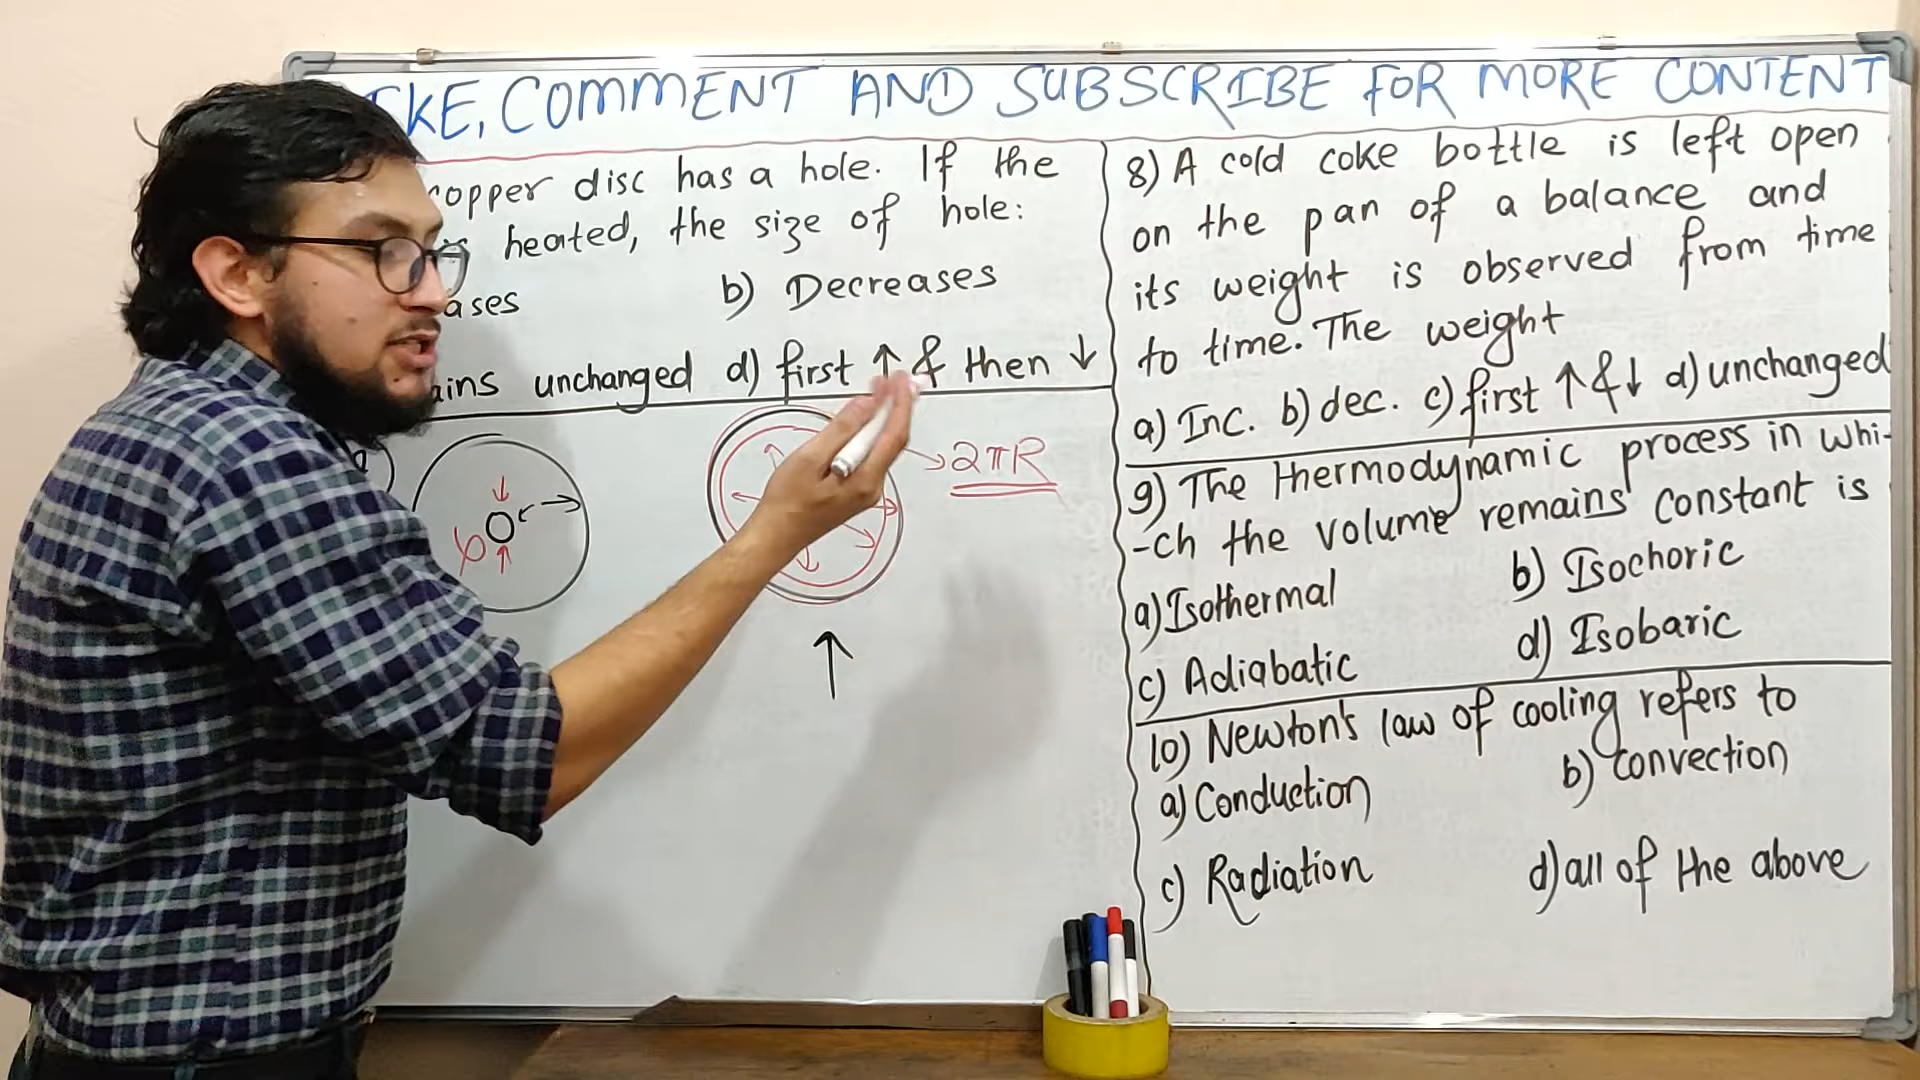 KE, COMMENT AND SUBSCRIBE FOR MORE CONTENT
copper disc has a hole. If the
heated, the size of hole:
ases b) Decreases
ains unchanged d) first ↑ & then ↓
a)
r
2πR
8) A cold coke bottle is left open
on the pan of a balance and
its weight is observed from time
to time. The weight
a) Inc. b) dec. c) first ↑ & ↓ d) unchanged
9) The thermodynamic process in whi-
-ch the volume remains constant is
a) Isothermal b) Isochoric
c) Adiabatic d) Isobaric
10) Newton's law of cooling refers to
a) Conduction b) Convection
c) Radiation d) all of the above